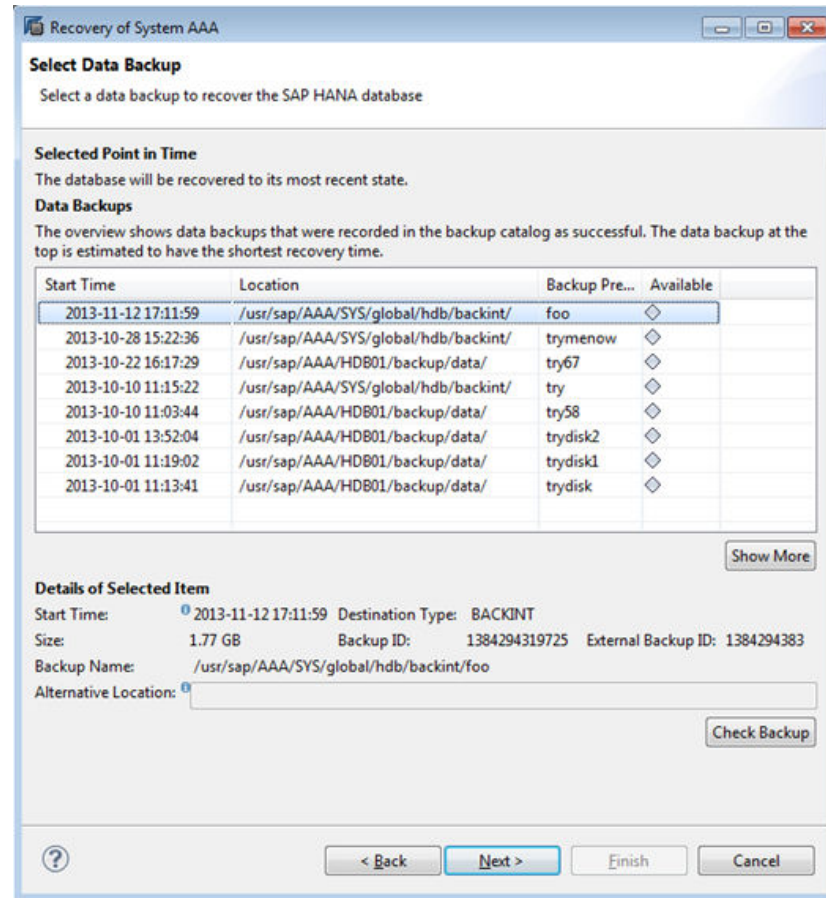 Recovery of System AAA
Select Data Backup
Select a data backup to recover the SAP HANA database
Selected Point in Time
The database will be recovered to its most recent state.
Data Backups
The overview shows data backups that were recorded in the backup catalog as successful. The data backup at the
top is estimated to have the shortest recovery time.
Start Time Location Backup Pre... Available
2013-11-12 17:11:59 /usr/sap/AAA/SYS/global/hdb/backint/ foo
2013-10-28 15:22:36 /usr/sap/AAA/SYS/global/hdb/backint/ trymenow
2013-10-22 16:17:29 /usr/sap/AAA/HDB01/backup/data/ try67
2013-10-10 11:15:22 /usr/sap/AAA/SYS/global/hdb/backint/ try
2013-10-10 11:03:44 /usr/sap/AAA/HDB01/backup/data/ try58
2013-10-01 13:52:04 /usr/sap/AAA/HDB01/backup/data/ trydisk2
2013-10-01 11:19:02 /usr/sap/AAA/HDB01/backup/data/ trydisk1
2013-10-01 11:13:41 /usr/sap/AAA/HDB01/backup/data/ trydisk
Show More
Details of Selected Item
Start Time: 2013-11-12 17:11:59 Destination Type: BACKINT
Size: 1.77 GB Backup ID: 1384294319725 External Backup ID: 1384294383
Backup Name: /usr/sap/AAA/SYS/global/hdb/backint/foo
Alternative Location:
Check Backup
? < Back Next > Finish Cancel